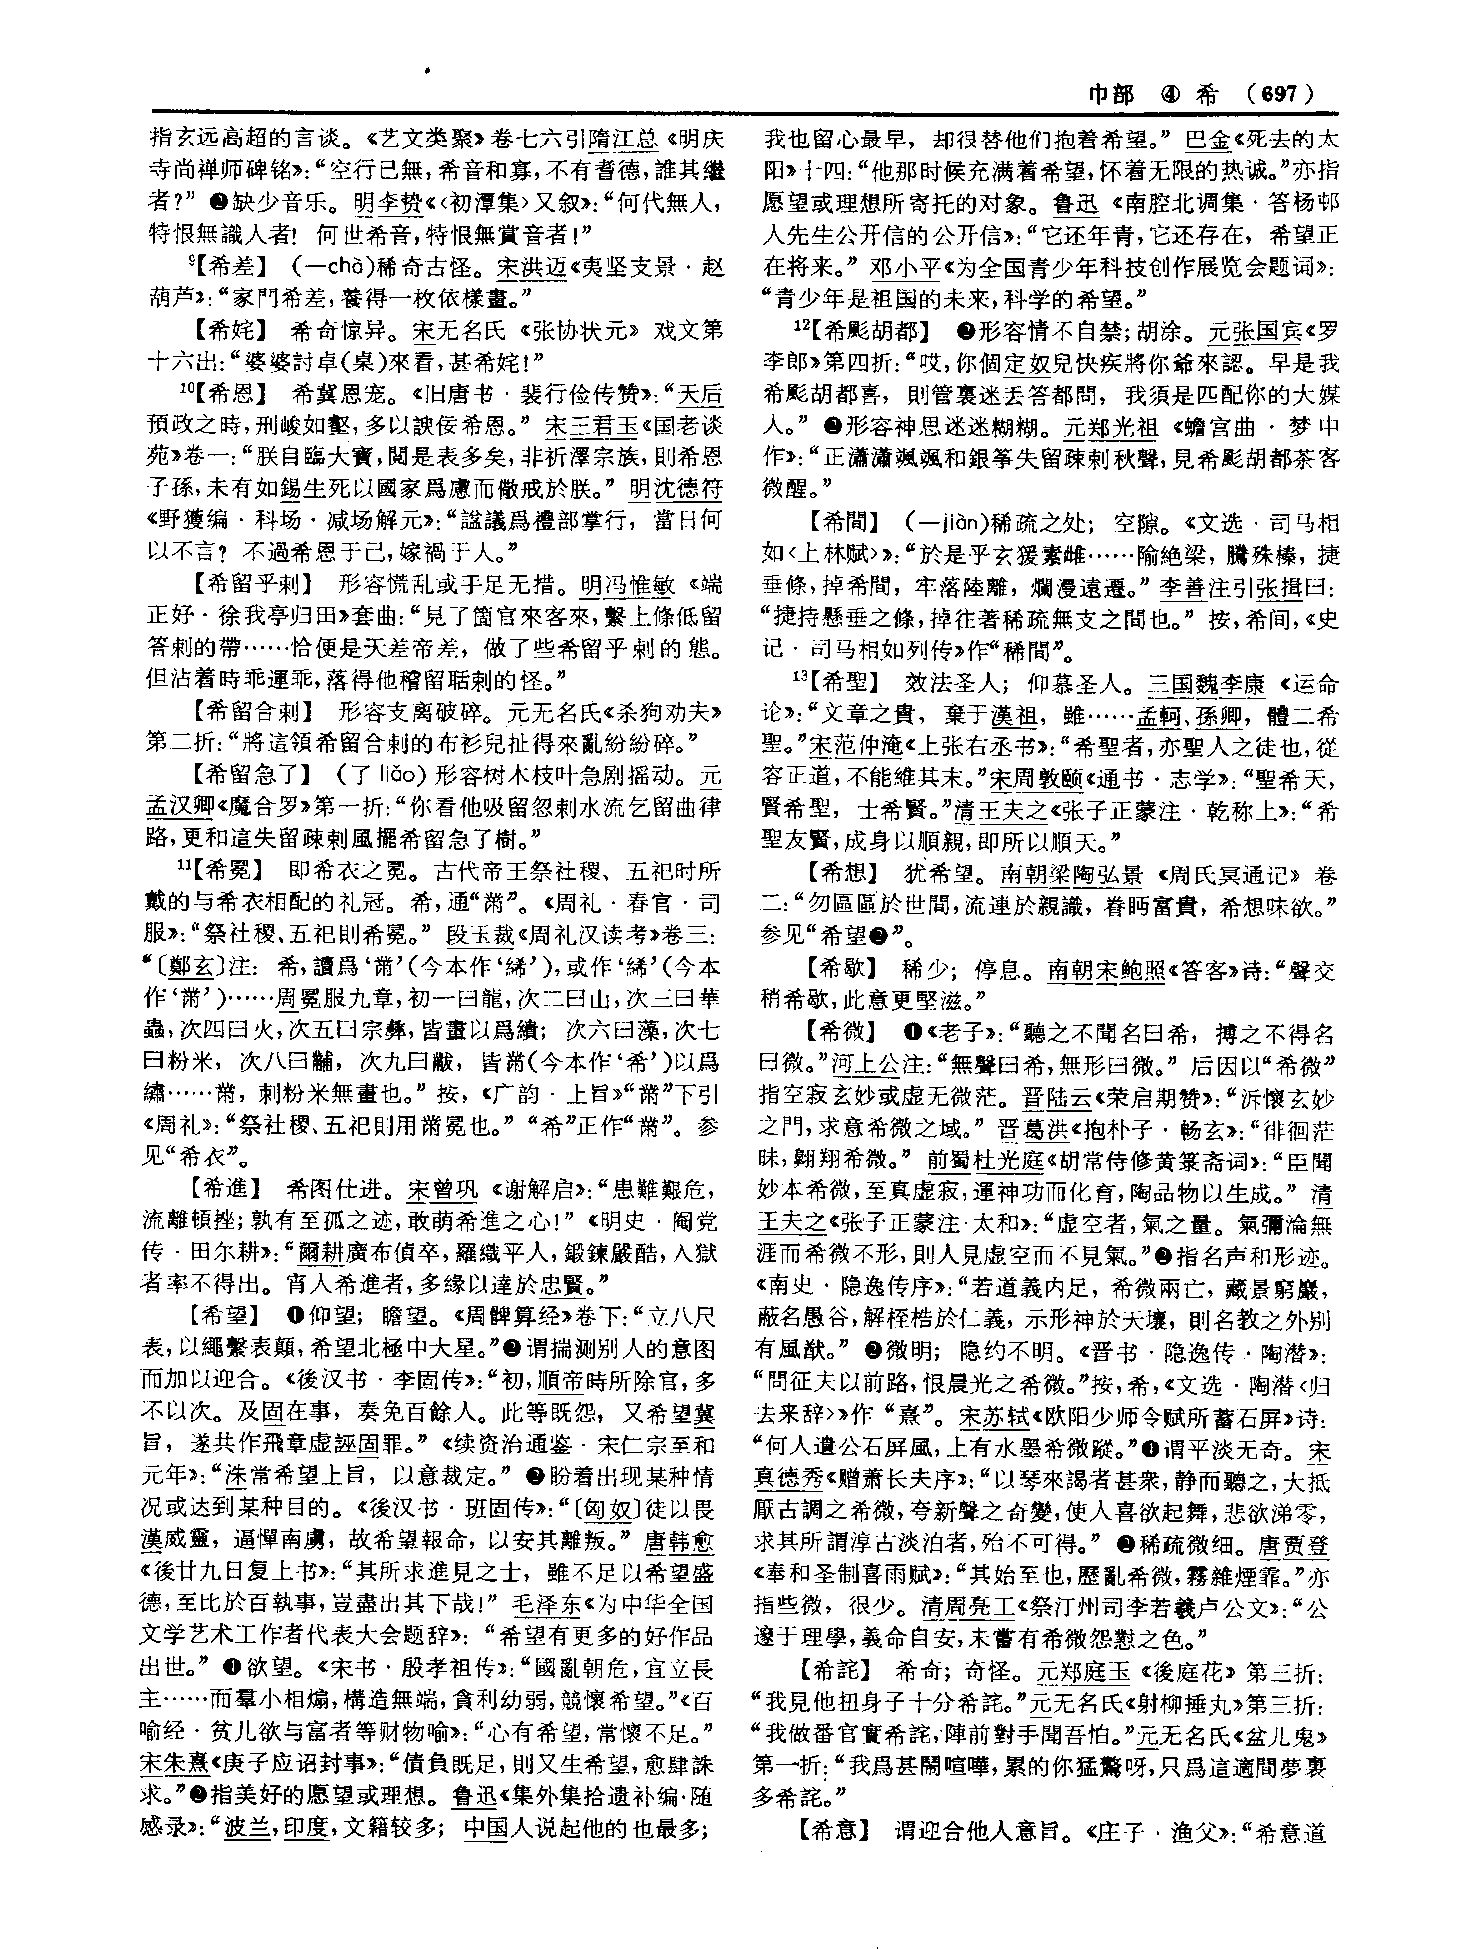 巾部 ④ 希 (697)
指玄远高超的言谈。《艺文类聚》卷七六引隋江总《明庆
寺尚禅师碑铭》:“空行已無,希音和寡,不有耆德,誰其繼
者?” ❷缺少音乐。明李贽《〈初潭集〉又叙》:“何代無人,
特恨無識人者! 何世希音,特恨無賞音者!”
⁹【希差】 (—chà)稀奇古怪。宋洪迈《夷坚支景·赵
葫芦》:“家門希差,養得一枚依樣畫。”
【希姹】 希奇惊异。宋无名氏《张协状元》戏文第
十六出:“婆婆討卓(桌)來看,甚希姹!”
¹⁰【希恩】 希冀恩宠。《旧唐书·裴行俭传赞》:“天后
預政之時,刑峻如壑,多以諛佞希恩。” 宋王君玉《国老谈
苑》卷一:“朕自臨大寶,閲是表多矣,非祈澤宗族,則希恩
子孫,未有如錫生死以國家爲慮而儆戒於朕。” 明沈德符
《野獲编·科场·减场解元》:“諡議爲禮部掌行,當日何
以不言? 不過希恩于己,嫁禍于人。”
【希留乎剌】 形容慌乱或手足无措。明冯惟敏《端
正好·徐我亭归田》套曲:“見了箇官來客來,繫上條低留
答剌的帶……恰便是天差帝差,做了些希留乎剌的態。
但沾着時乖運乖,落得他稽留聒剌的怪。”
【希留合剌】 形容支离破碎。元无名氏《杀狗劝夫》
第二折:“將這領希留合剌的布衫兒扯得來亂紛紛碎。”
【希留急了】 (了 liǎo)形容树木枝叶急剧摇动。元
孟汉卿《魔合罗》第一折:“你看他吸留忽剌水流乞留曲律
路,更和這失留疎剌風擺希留急了樹。”
¹¹【希冕】 即希衣之冕。古代帝王祭社稷、五祀时所
戴的与希衣相配的礼冠。希,通“黹”。《周礼·春官·司
服》:“祭社稷、五祀則希冕。” 段玉裁《周礼汉读考》卷三:
“〔鄭玄〕注: 希,讀爲‘黹’(今本作‘絺’),或作‘絺’(今本
作‘黹’)……周冕服九章,初一曰龍,次二曰山,次三曰華
蟲,次四曰火,次五曰宗彝,皆畫以爲繢; 次六曰藻,次七
曰粉米,次八曰黼,次九曰黻,皆黹(今本作‘希’)以爲
繡……黹,刺粉米無畫也。” 按,《广韵·上旨》“黹”下引
《周礼》:“祭社稷、五祀則用黹冕也。”“希”正作“黹”。参
见“希衣”。
【希進】 希图仕进。宋曾巩《谢解启》:“患難艱危,
流離頓挫;孰有至孤之迹,敢萌希進之心!”《明史·阉党
传·田尔耕》:“爾耕廣布偵卒,羅織平人,鍛鍊嚴酷,入獄
者率不得出。宵人希進者,多緣以達於忠賢。”
【希望】 ❶仰望; 瞻望。《周髀算经》卷下:“立八尺
表,以繩繫表顛,希望北極中大星。”❷谓揣测别人的意图
而加以迎合。《後汉书·李固传》:“初,順帝時所除官,多
不以次。及固在事,奏免百餘人。此等既怨,又希望冀
旨,遂共作飛章虚誣固罪。”《续资治通鉴·宋仁宗至和
元年》:“洙常希望上旨,以意裁定。” ❸盼着出现某种情
况或达到某种目的。《後汉书·班固传》:“〔匈奴〕徒以畏
漢威靈,逼憚南虜,故希望報命,以安其離叛。” 唐韩愈
《後廿九日复上书》:“其所求進見之士,雖不足以希望盛
德,至比於百執事,豈盡出其下哉!” 毛泽东《为中华全国
文学艺术工作者代表大会题辞》: “希望有更多的好作品
出世。” ❹欲望。《宋书·殷孝祖传》:“國亂朝危,宜立長
主……而羣小相煽,構造無端,貪利幼弱,競懷希望。”《百
喻经·贫儿欲与富者等财物喻》:“心有希望,常懷不足。”
宋朱熹《庚子应诏封事》:“債負既足,則又生希望,愈肆誅
求。”❺指美好的愿望或理想。鲁迅《集外集拾遗补编·随
感录》:“波兰,印度,文籍较多; 中国人说起他的也最多;
我也留心最早,却很替他们抱着希望。” 巴金《死去的太
阳》十四:“他那时候充满着希望,怀着无限的热诚。”亦指
愿望或理想所寄托的对象。鲁迅《南腔北调集·答杨邨
人先生公开信的公开信》:“它还年青,它还存在,希望正
在将来。” 邓小平《为全国青少年科技创作展览会题词》:
“青少年是祖国的未来,科学的希望。”
¹²【希彪胡都】 ❶形容情不自禁;胡涂。元张国宾《罗
李郎》第四折:“哎,你個定奴兒快疾將你爺來認。早是我
希彪胡都喜,則管裏迷丢答都問,我須是匹配你的大媒
人。” ❷形容神思迷迷糊糊。元郑光祖《蟾宫曲·梦中
作》:“正瀟瀟颯颯和銀箏失留疎剌秋聲,見希彪胡都茶客
微醒。”
【希間】 (—jiàn)稀疏之处; 空隙。《文选·司马相
如〈上林赋〉》:“於是乎玄猨素雌……隃絶梁,騰殊榛,捷
垂條,掉希間,牢落陸離,爛漫遠遷。” 李善注引张揖曰:
“捷持懸垂之條,掉往著稀疏無支之間也。” 按,希间,《史
记·司马相如列传》作“稀間”。
¹³【希聖】 效法圣人; 仰慕圣人。三国魏李康《运命
论》:“文章之貴,棄于漢祖,雖……孟軻、孫卿,體二希
聖。”宋范仲淹《上张右丞书》:“希聖者,亦聖人之徒也,從
容正道,不能維其末。”宋周敦颐《通书·志学》:“聖希天,
賢希聖,士希賢。”清王夫之《张子正蒙注·乾称上》:“希
聖友賢,成身以順親,即所以順天。”
【希想】 犹希望。南朝梁陶弘景《周氏冥通记》卷
二:“勿區區於世間,流連於親識,眷眄富貴,希想味欲。”
参见“希望❸”。
【希歇】 稀少; 停息。南朝宋鲍照《答客》诗:“聲交
稍希歇,此意更堅滋。”
【希微】 ❶《老子》:“聽之不聞名曰希,搏之不得名
曰微。”河上公注:“無聲曰希,無形曰微。” 后因以“希微”
指空寂玄妙或虚无微茫。晋陆云《荣启期赞》:“泝懷玄妙
之門,求意希微之域。” 晋葛洪《抱朴子·畅玄》:“徘徊茫
昧,翱翔希微。” 前蜀杜光庭《胡常侍修黄箓斋词》:“臣聞
妙本希微,至真虚寂,運神功而化育,陶品物以生成。” 清
王夫之《张子正蒙注·太和》:“虚空者,氣之量。氣彌淪無
涯而希微不形,則人見虚空而不見氣。”❷指名声和形迹。
《南史·隐逸传序》:“若道義内足,希微兩亡,藏景窮巖,
蔽名愚谷,解桎梏於仁義,示形神於天壤,則名教之外别
有風猷。” ❸微明; 隐约不明。《晋书·隐逸传·陶潜》:
“問征夫以前路,恨晨光之希微。”按,希,《文选·陶潜〈归
去来辞〉》作“熹”。宋苏轼《欧阳少师令赋所蓄石屏》诗:
“何人遺公石屏風,上有水墨希微蹤。”❹谓平淡无奇。宋
真德秀《赠萧长夫序》:“以琴來謁者甚衆,静而聽之,大抵
厭古調之希微,夸新聲之奇變,使人喜欲起舞,悲欲涕零,
求其所謂淳古淡泊者,殆不可得。” ❺稀疏微细。唐贾登
《奉和圣制喜雨赋》:“其始至也,歷亂希微,霧雜煙霏。”亦
指些微,很少。清周亮工《祭汀州司李若羲卢公文》:“公
邃于理學,義命自安,未嘗有希微怨懟之色。”
【希詫】 希奇; 奇怪。元郑庭玉《後庭花》第三折:
“我見他扭身子十分希詫。”元无名氏《射柳捶丸》第三折:
“我做番官實希詫,陣前對手聞吾怕。”元无名氏《盆儿鬼》
第一折:“我爲甚鬧喧嘩,累的你猛驚呀,只爲這適間夢裏
多希詫。”
【希意】 谓迎合他人意旨。《庄子·渔父》:“希意道